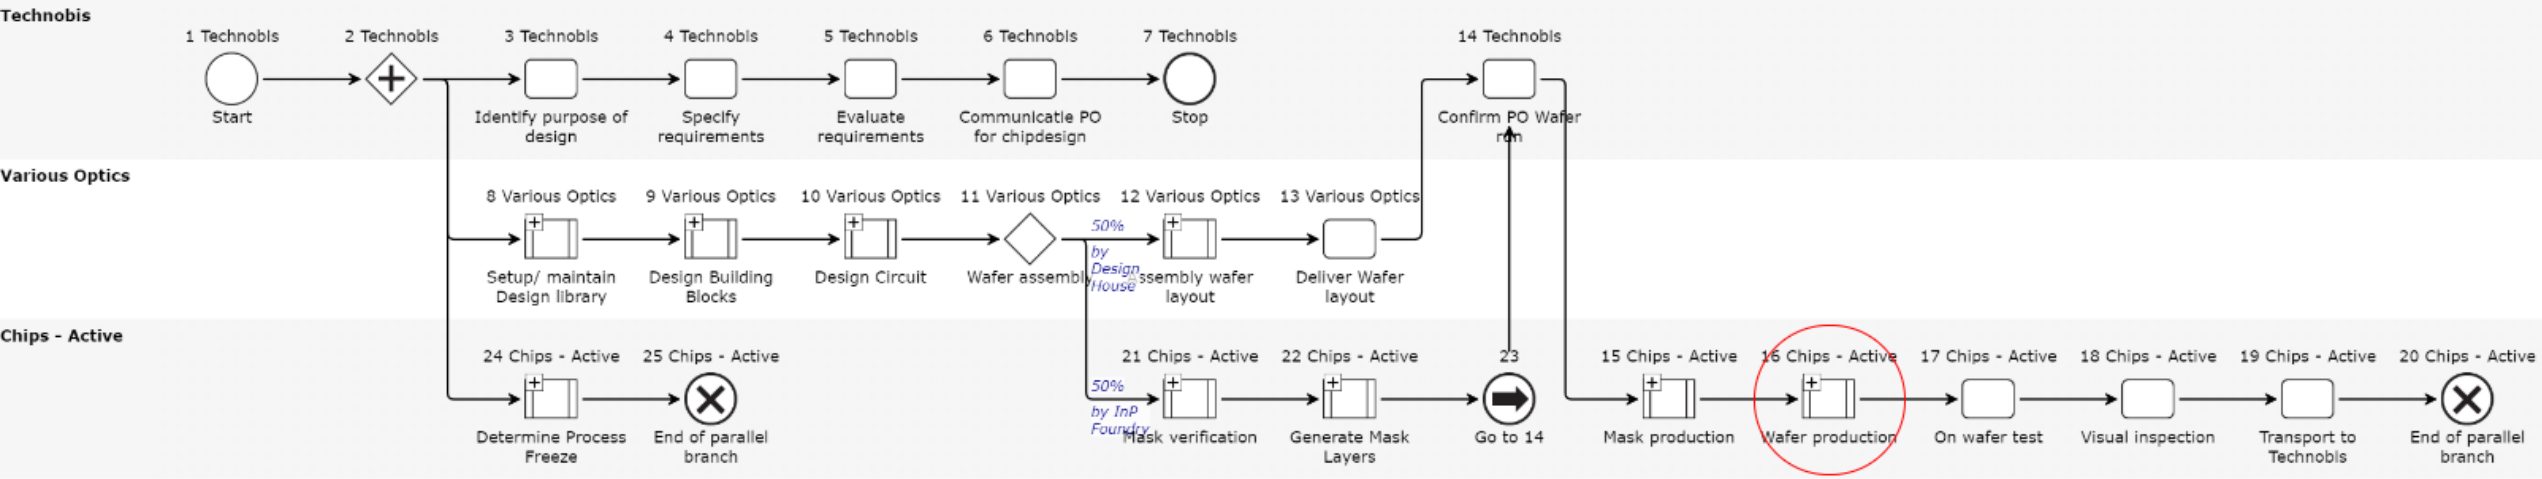 Technobis
1 Technobis
2 Technobis
3 Technobis
4 Technobis
5 Technobis
6 Technobis
7 Technobis
14 Technobis
Start
Identify purpose of
design
Specify
requirements
Evaluate
requirements
Communicatie PO
for chipdesign
Stop
Confirm PO Wafer
run
Various Optics
8 Various Optics
9 Various Optics
10 Various Optics
11 Various Optics
12 Various Optics
13 Various Optics
50%
by
Design
House
Setup/ maintain
Design library
Design Building
Blocks
Design Circuit
Wafer assembly
Assembly wafer
layout
Deliver Wafer
layout
Chips - Active
24 Chips - Active
25 Chips - Active
21 Chips - Active
22 Chips - Active
23
15 Chips - Active
16 Chips - Active
17 Chips - Active
18 Chips - Active
19 Chips - Active
20 Chips - Active
50%
by InP
Foundry
Determine Process
Freeze
End of parallel
branch
Mask verification
Generate Mask
Layers
Go to 14
Mask production
Wafer production
On wafer test
Visual inspection
Transport to
Technobis
End of parallel
branch